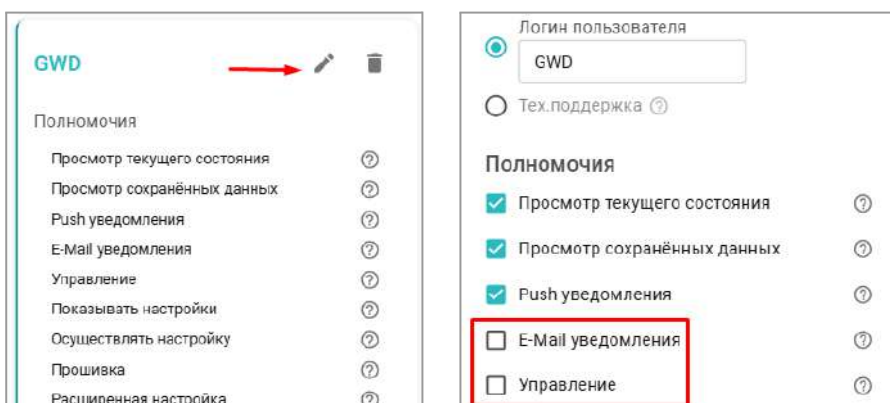 GWD
Полномочия
Просмотр текущего состояния
Просмотр сохранённых данных
Push уведомления
E-Mail уведомления
Управление
Показывать настройки
Осуществлять настройку
Прошивка
Расширенная настройка
Логин пользователя
GWD
Тех.поддержка
Полномочия
Просмотр текущего состояния
Просмотр сохранённых данных
Push уведомления
E-Mail уведомления
Управление